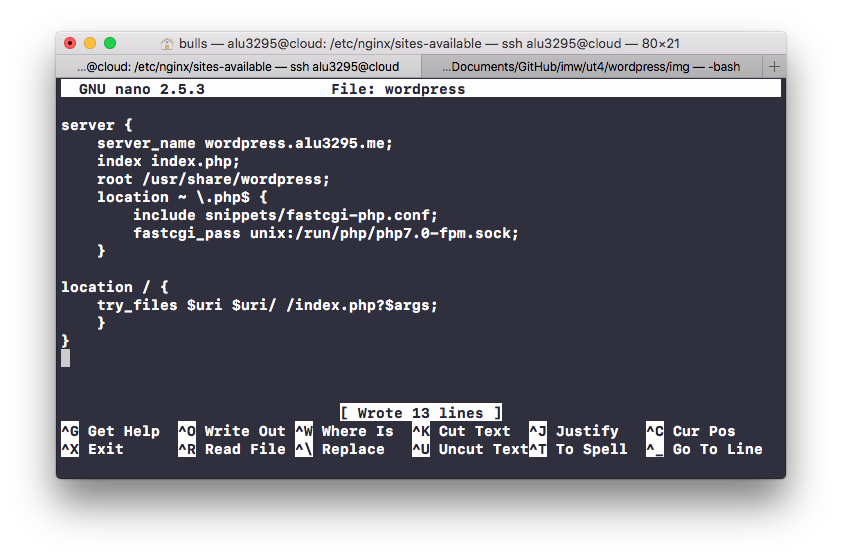 bulls — alu3295@cloud: /etc/nginx/sites-available — ssh alu3295@cloud — 80×21
...@cloud: /etc/nginx/sites-available — ssh alu3295@cloud ...Documents/GitHub/imw/ut4/wordpress/img — -bash +
GNU nano 2.5.3 File: wordpress
server {
    server_name wordpress.alu3295.me;
    index index.php;
    root /usr/share/wordpress;
    location ~ \.php$ {
        include snippets/fastcgi-php.conf;
        fastcgi_pass unix:/run/php/php7.0-fpm.sock;
    }
location / {
    try_files $uri $uri/ /index.php?$args;
    }
}
[ Wrote 13 lines ]
^G Get Help ^O Write Out ^W Where Is ^K Cut Text ^J Justify ^C Cur Pos
^X Exit ^R Read File ^\ Replace ^U Uncut Text^T To Spell ^_ Go To Line